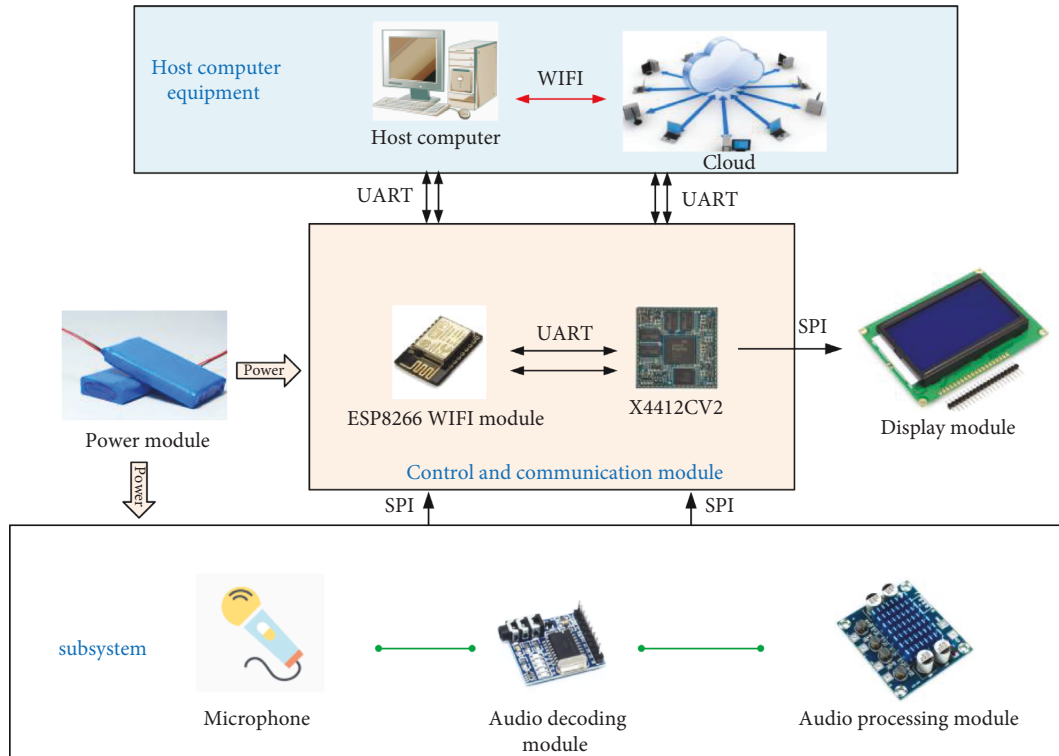 Host computer
equipment
WIFI
Host computer
Cloud
UART
UART
UART
SPI
ESP8266 WIFI module
X4412CV2
Power
Power module
Display module
Control and communication module
Power
SPI
SPI
subsystem
Microphone
Audio decoding
module
Audio processing module